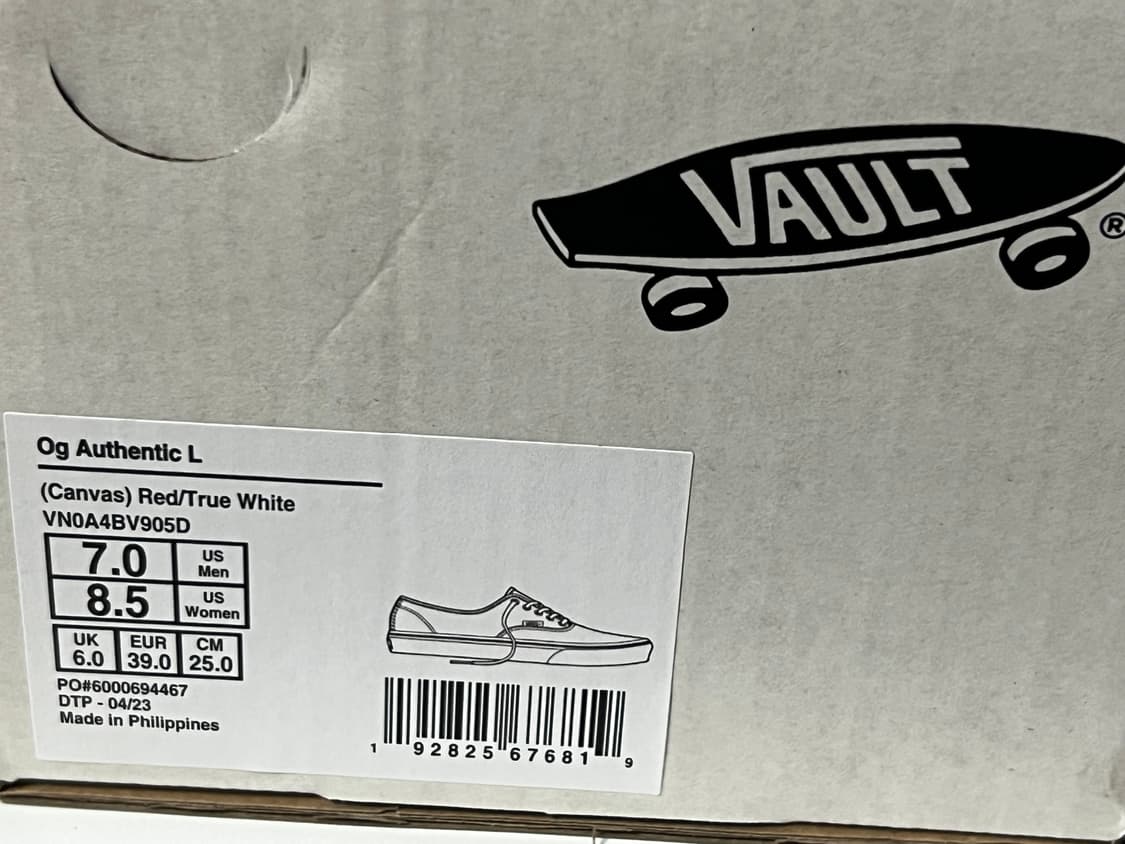 VAULT
®
Og Authentic L
(Canvas) Red/True White
VN0A4BV905D
7.0 US Men
8.5 US Women
UK EUR CM
6.0 39.0 25.0
PO#6000694467
DTP - 04/23
Made in Philippines
1 92825 67681 9